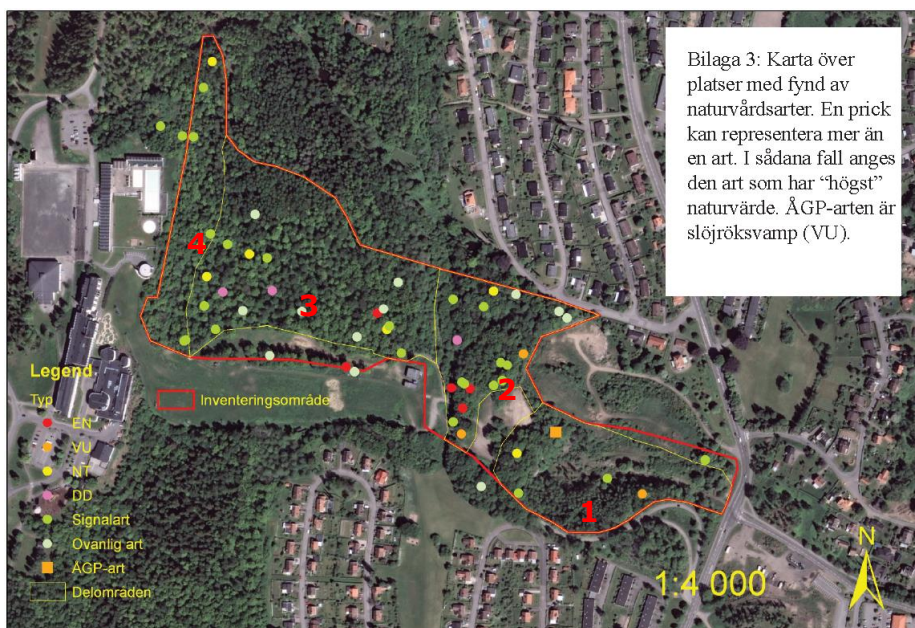 Bilaga 3: Karta över
platser med fynd av
naturvårdsarter. En prick
kan representera mer än
en art. I sådana fall anges
den art som har “högst”
naturvärde. ÅGP-arten är
slöjröksvamp (VU).
4
3
2
1
Legend
Typ
Inventeringsområde
EN
VU
NT
DD
Signalart
Ovanlig art
ÅGP-art
Delområden
1:4 000
N